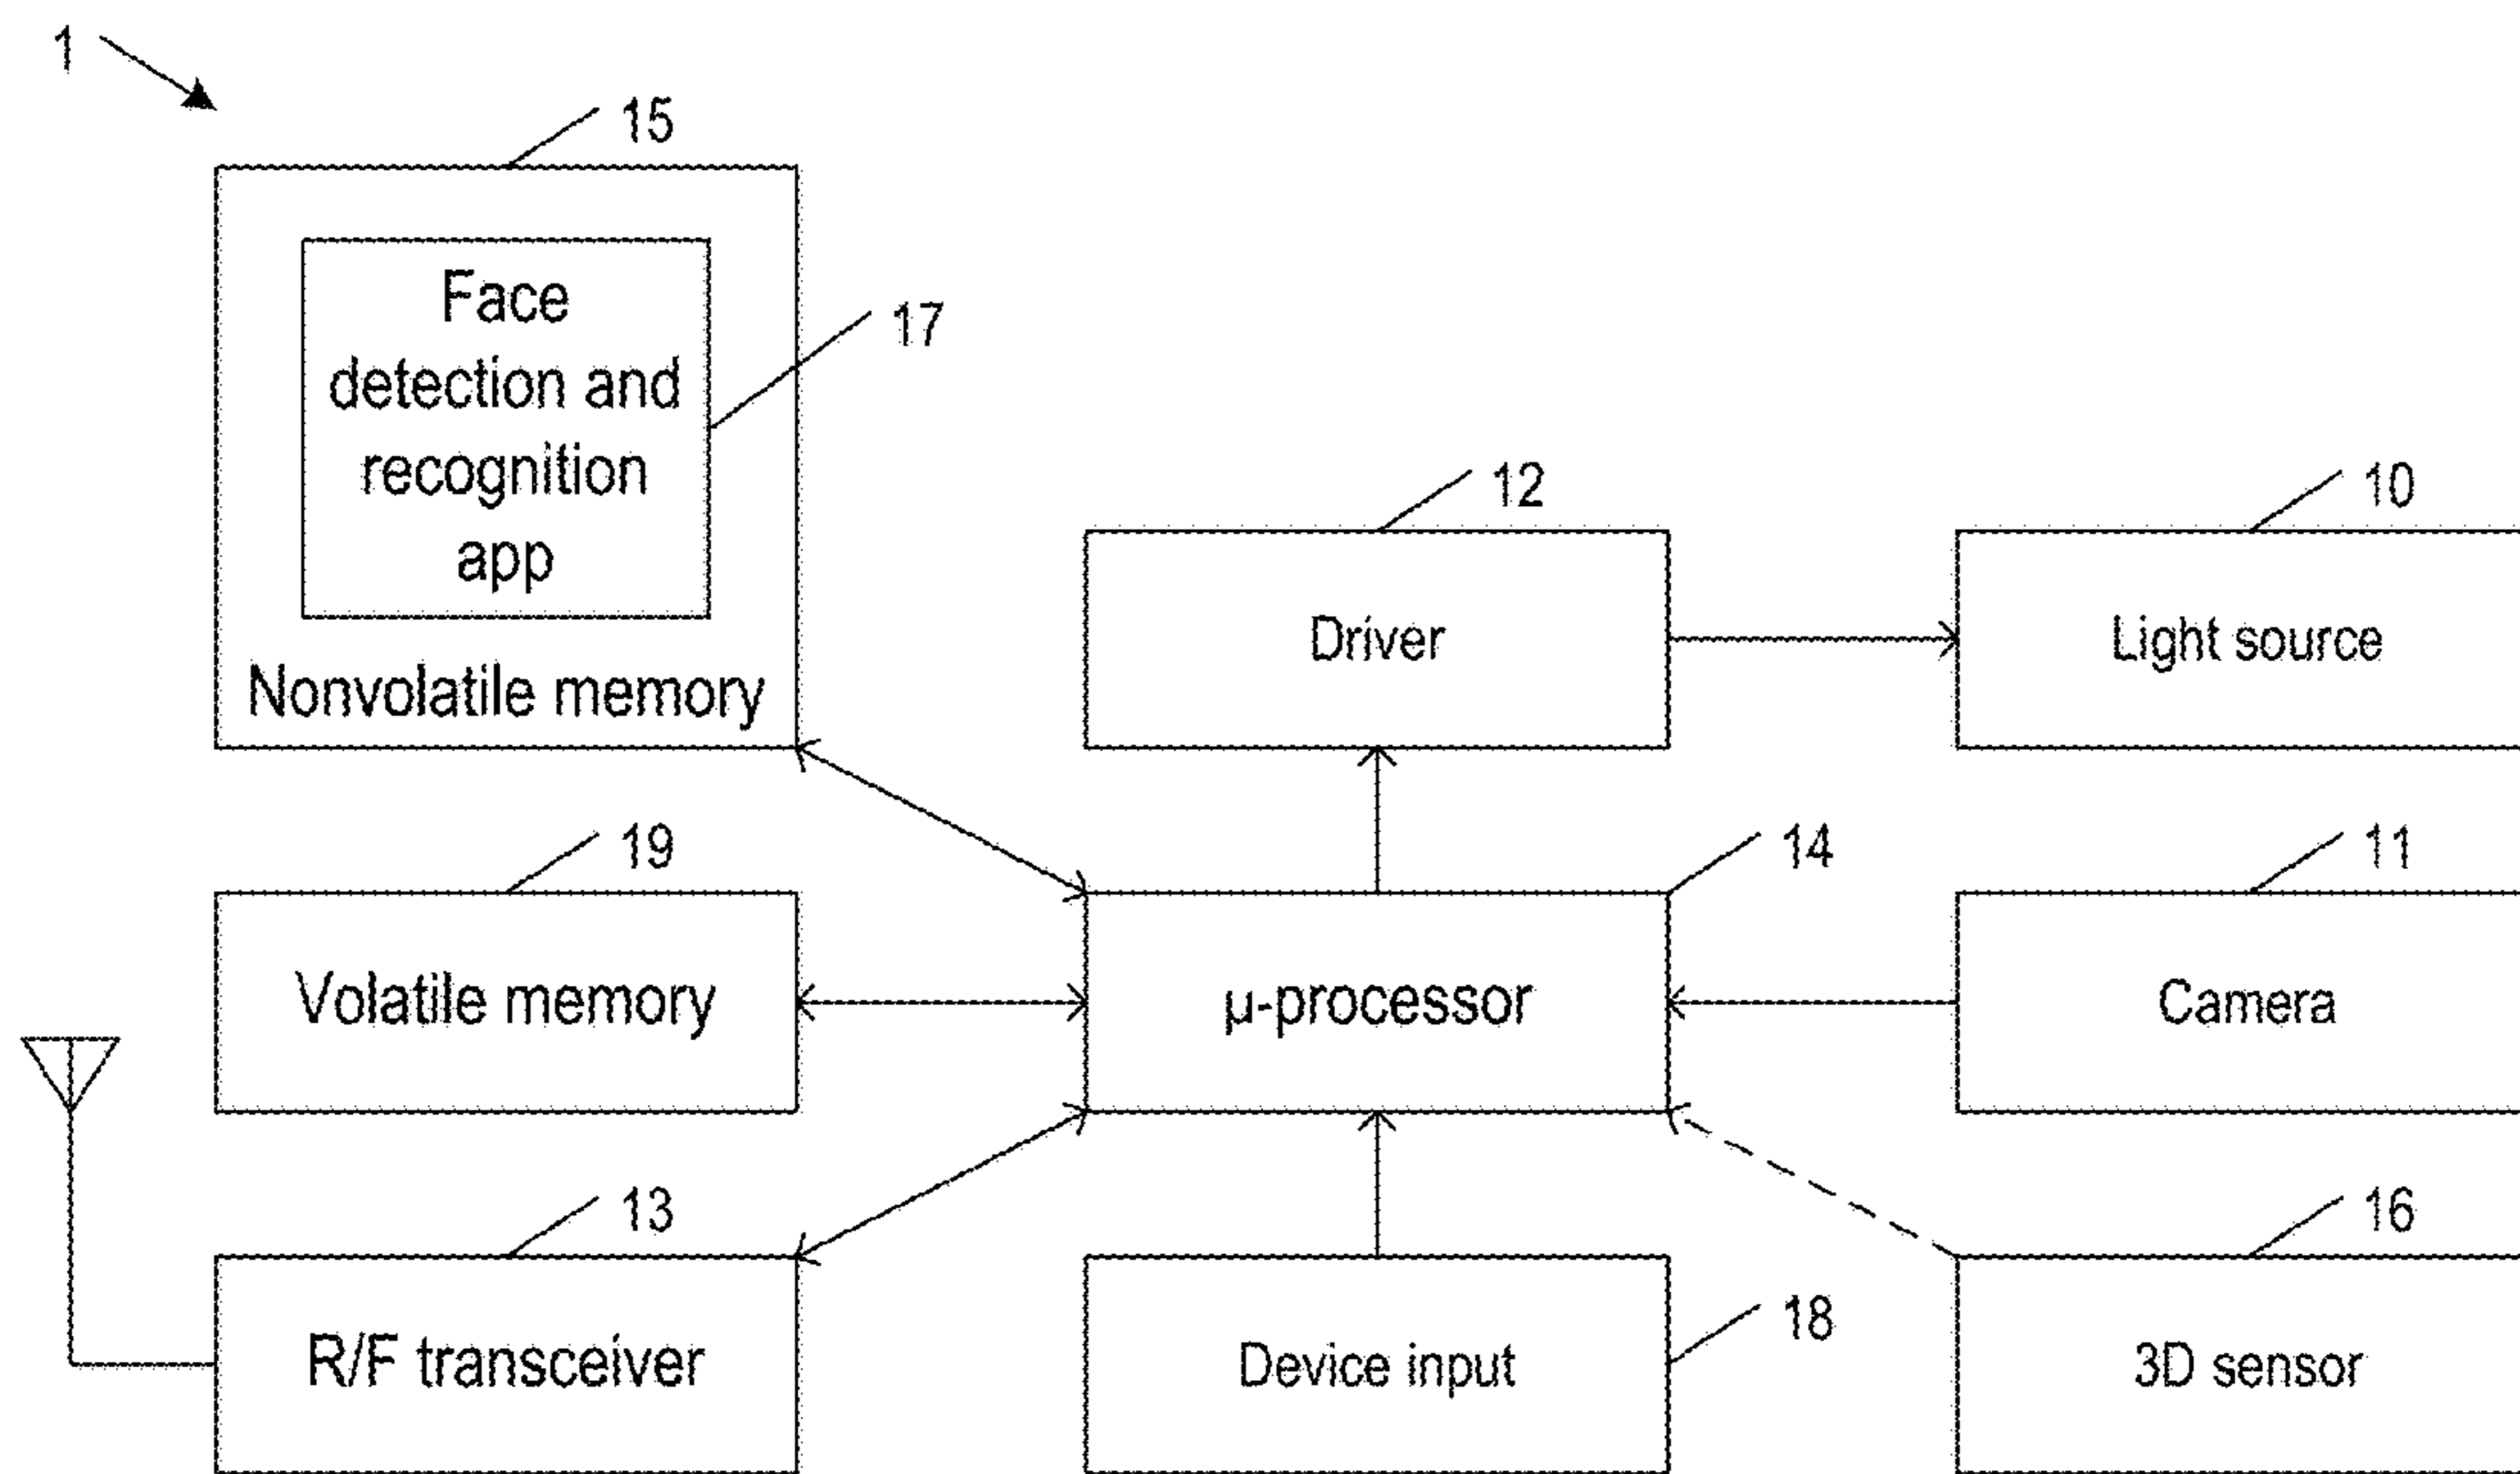 1
15
Face
detection and
recognition
app
17
Nonvolatile memory
12
10
Driver
Light source
19
14
11
Volatile memory
µ-processor
Camera
13
18
16
R/F transceiver
Device input
3D sensor